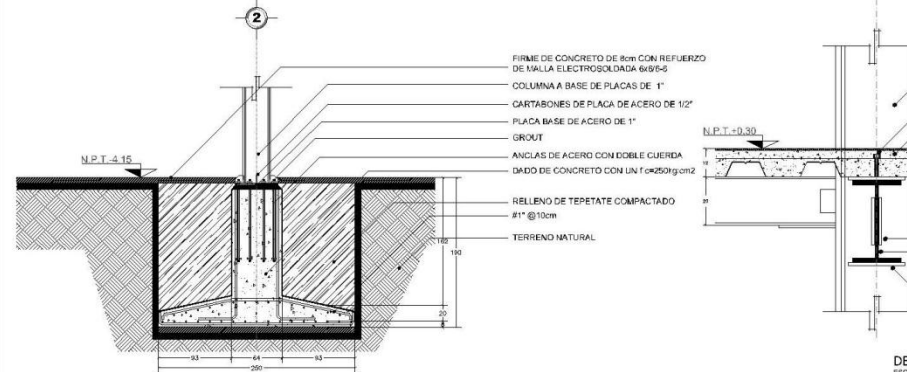 2
FIRME DE CONCRETO DE 8cm CON REFUERZO
DE MALLA ELECTROSOLDADA 6x6/6-6
COLUMNA A BASE DE PLACAS DE 1"
CARTABONES DE PLACA DE ACERO DE 1/2"
PLACA BASE DE ACERO DE 1"
GROUT
ANCLAS DE ACERO CON DOBLE CUERDA
DADO DE CONCRETO CON UN f'c=250kg/cm2
RELLENO DE TEPETATE COMPACTADO
#1" @10cm
TERRENO NATURAL
N.P.T.-4.15
N.P.T.+0.30
162
190
20
93
64
93
250
DE